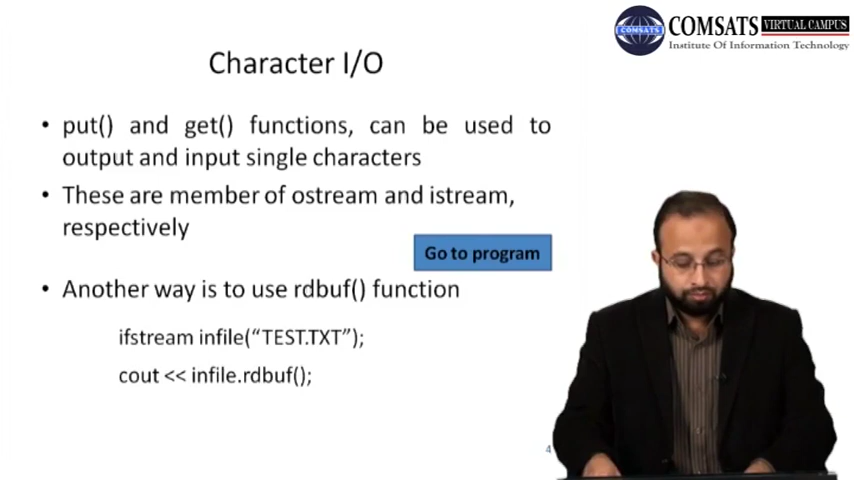 COMSATS VIRTUAL CAMPUS
Institute Of Information Technology
COMSATS
Character I/O
• put() and get() functions, can be used to
output and input single characters
• These are member of ostream and istream,
respectively
Go to program
• Another way is to use rdbuf() function
ifstream infile(“TEST.TXT”);
cout << infile.rdbuf();
4